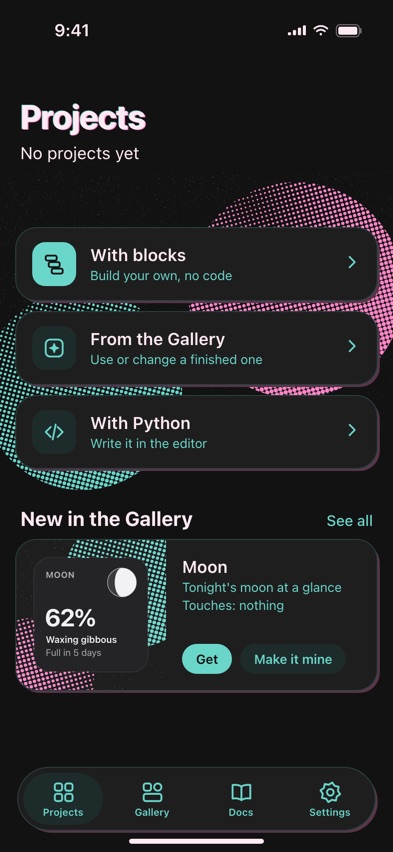 9:41
Projects
No projects yet
With blocks
Build your own, no code
From the Gallery
Use or change a finished one
With Python
Write it in the editor
New in the Gallery
See all
MOON
62%
Waxing gibbous
Full in 5 days
Moon
Tonight's moon at a glance
Touches: nothing
Get
Make it mine
Projects
Gallery
Docs
Settings